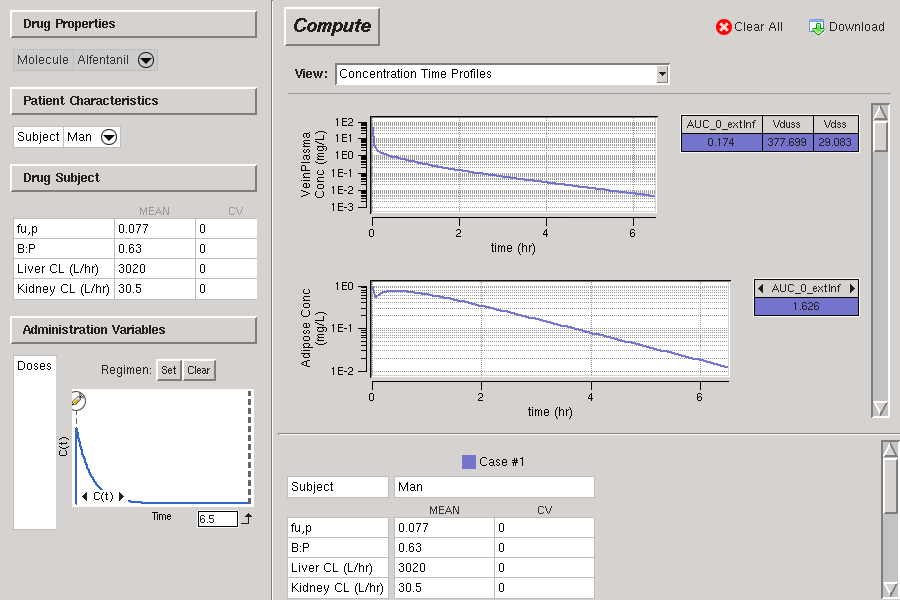 Drug Properties
Molecule Alfentanil
Patient Characteristics
Subject Man
Drug Subject
MEAN CV
fu,p 0.077 0
B:P 0.63 0
Liver CL (L/hr) 3020 0
Kidney CL (L/hr) 30.5 0
Administration Variables
Doses
Regimen: Set Clear
C(t)
C(t)
Time 6.5
Compute
Clear All
Download
View: Concentration Time Profiles
VeinPlasma
Conc (mg/L)
1E2
1E1
1E0
1E-1
1E-2
1E-3
0 2 4 6
time (hr)
AUC_0_extInf Vduss Vdss
0.174 377.699 29.083
Adipose Conc
(mg/L)
1E0
1E-1
1E-2
0 2 4 6
time (hr)
AUC_0_extInf
1.626
Case #1
Subject Man
MEAN CV
fu,p 0.077 0
B:P 0.63 0
Liver CL (L/hr) 3020 0
Kidney CL (L/hr) 30.5 0